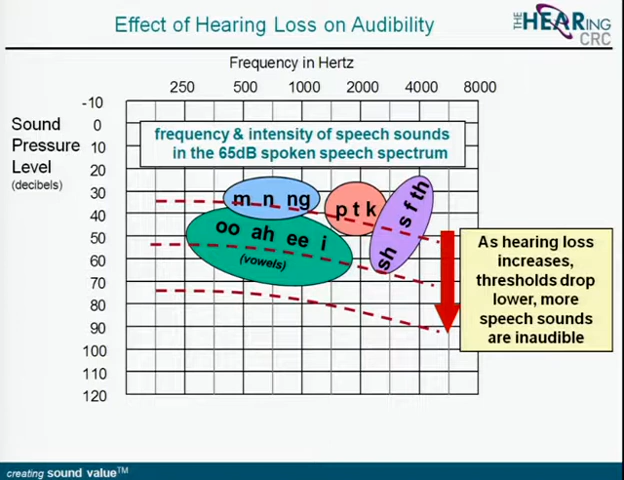 Effect of Hearing Loss on Audibility
THE HEARing
CRC
Frequency in Hertz
250 500 1000 2000 4000 8000
Sound
Pressure
Level
(decibels)
-10
0
10
20
30
40
50
60
70
80
90
100
110
120
frequency & intensity of speech sounds
in the 65dB spoken speech spectrum
m n ng
p t k
sh s f th
oo ah ee i
(vowels)
As hearing loss
increases,
thresholds drop
lower, more
speech sounds
are inaudible
creating sound value™